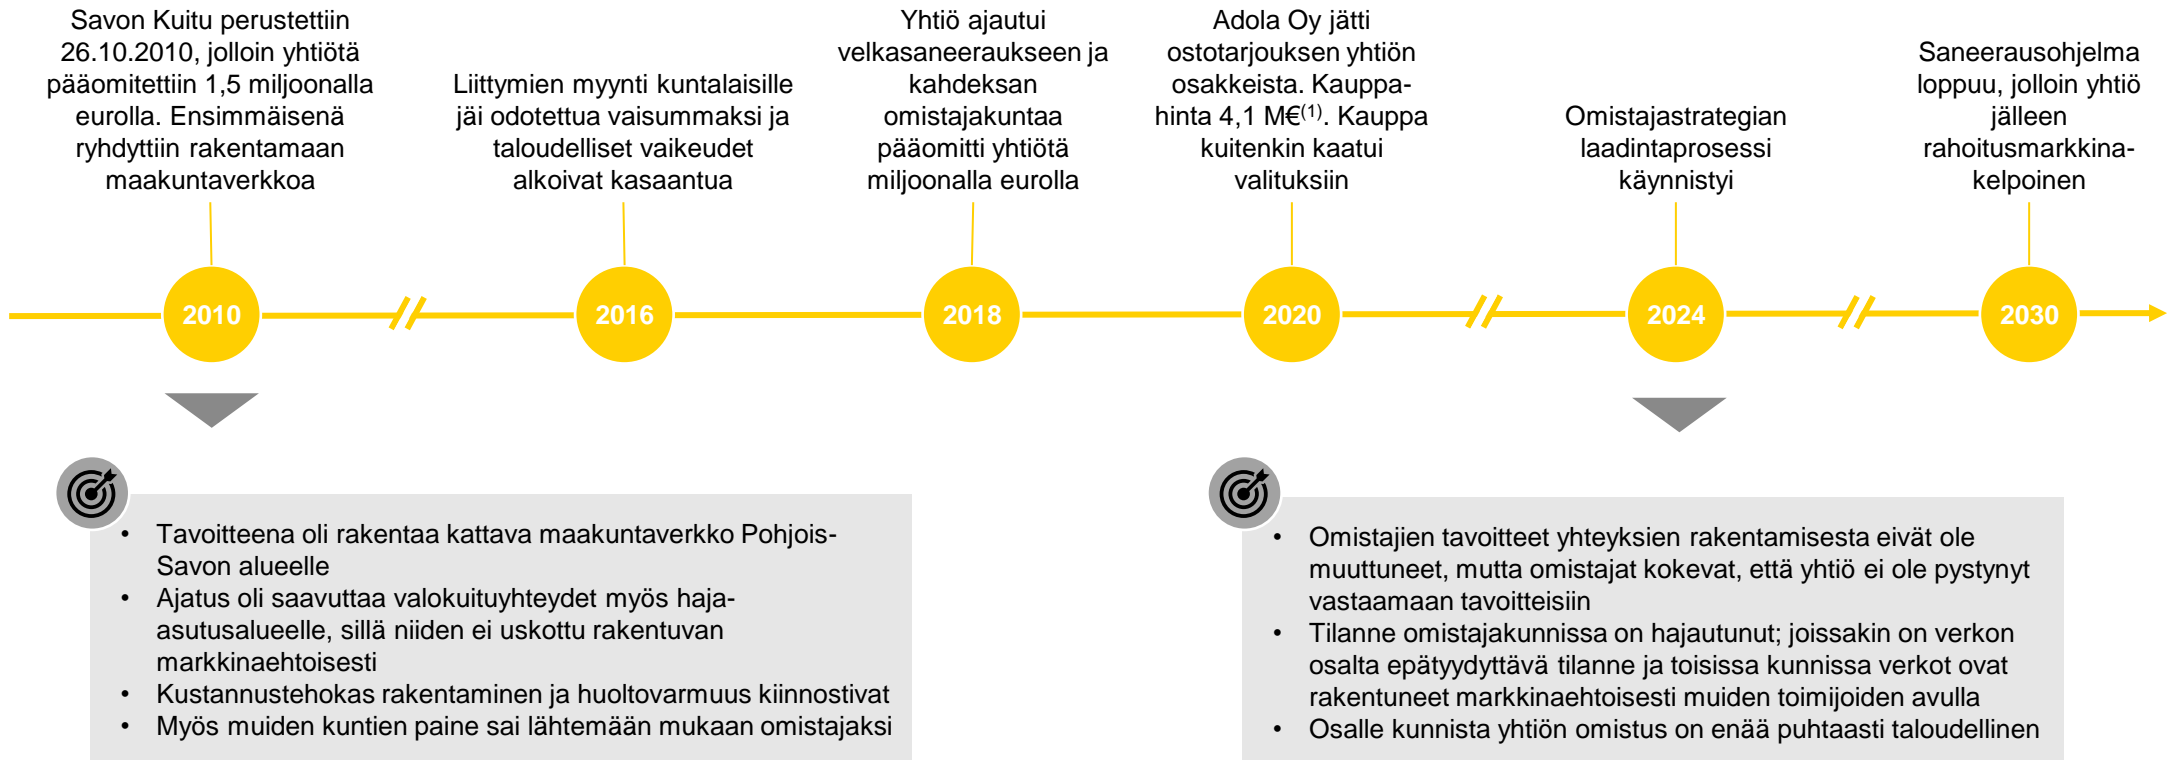 Savon Kuitu perustettiin
26.10.2010, jolloin yhtiötä
pääomitettiin 1,5 miljoonalla
eurolla. Ensimmäisenä
ryhdyttiin rakentamaan
maakuntaverkkoa
Liittymien myynti kuntalaisille
jäi odotettua vaisummaksi ja
taloudelliset vaikeudet
alkoivat kasaantua
Yhtiö ajautui
velkasaneeraukseen ja
kahdeksan
omistajakuntaa
pääomitti yhtiötä
miljoonalla eurolla
Adola Oy jätti
ostotarjouksen yhtiön
osakkeista. Kauppa-
hinta 4,1 M€(1). Kauppa
kuitenkin kaatui
valituksiin
Omistajastrategian
laadintaprosessi
käynnistyi
Saneerausohjelma
loppuu, jolloin yhtiö
jälleen
rahoitusmarkkina-
kelpoinen
2010
2016
2018
2020
2024
2030
• Tavoitteena oli rakentaa kattava maakuntaverkko Pohjois-
Savon alueelle
• Ajatus oli saavuttaa valokuituyhteydet myös haja-
asutusalueelle, sillä niiden ei uskottu rakentuvan
markkinaehtoisesti
• Kustannustehokas rakentaminen ja huoltovarmuus kiinnostivat
• Myös muiden kuntien paine sai lähtemään mukaan omistajaksi
• Omistajien tavoitteet yhteyksien rakentamisesta eivät ole
muuttuneet, mutta omistajat kokevat, että yhtiö ei ole pystynyt
vastaamaan tavoitteisiin
• Tilanne omistajakunnissa on hajautunut; joissakin on verkon
osalta epätyydyttävä tilanne ja toisissa kunnissa verkot ovat
rakentuneet markkinaehtoisesti muiden toimijoiden avulla
• Osalle kunnista yhtiön omistus on enää puhtaasti taloudellinen